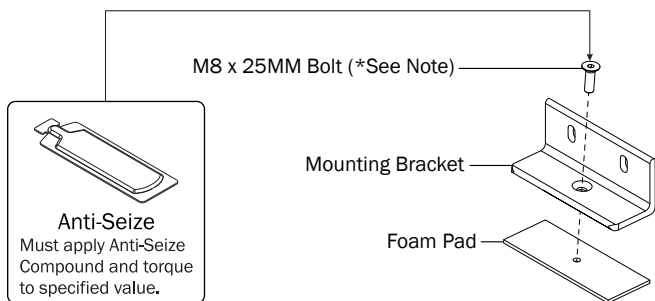 M8 x 25MM Bolt (*See Note)
Mounting Bracket
Foam Pad
Anti-Seize
Must apply Anti-Seize
Compound and torque
to specified value.